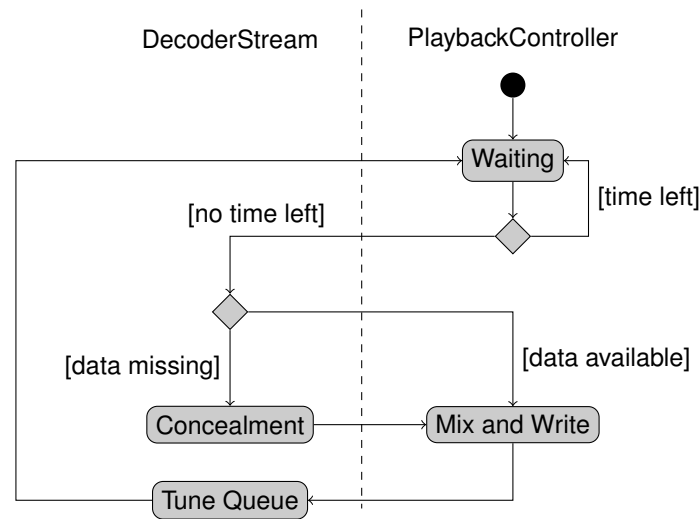 DecoderStream
PlaybackController
Waiting
[time left]
[no time left]
[data missing]
[data available]
Concealment
Mix and Write
Tune Queue